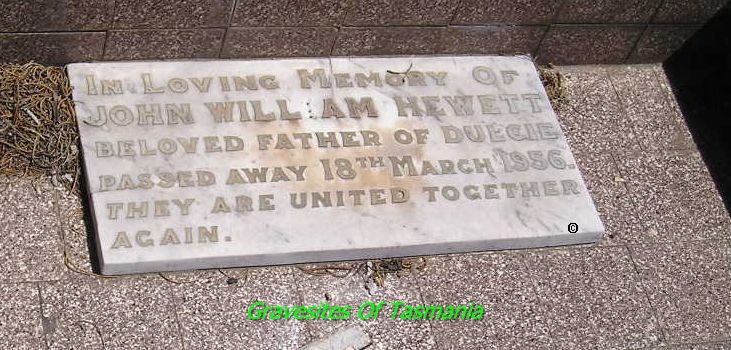 In Loving Memory Of
JOHN WILLIAM HEWETT
BELOVED FATHER OF DUECIE
PASSED AWAY 18TH MARCH 1956.
THEY ARE UNITED TOGETHER
AGAIN.
©
Gravesites Of Tasmania